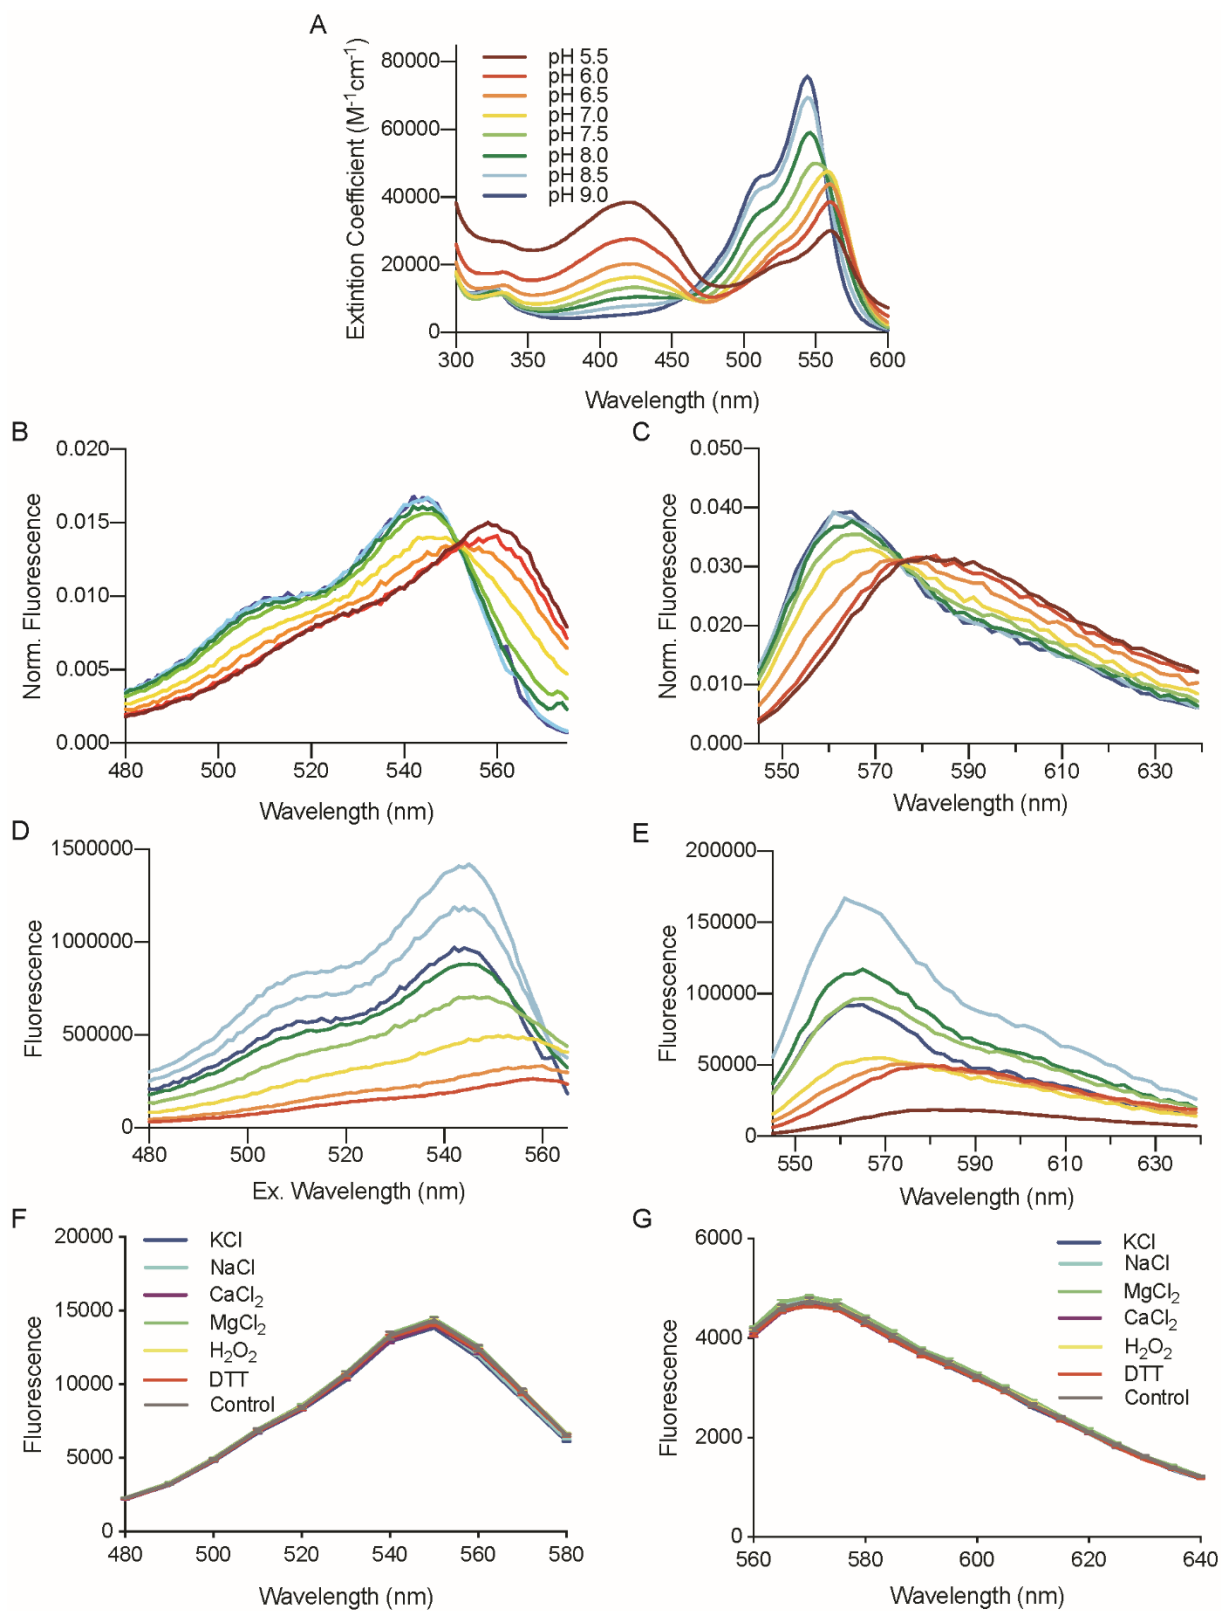 A
Extintion Coefficient (M⁻¹cm⁻¹)
80000
60000
40000
20000
0
pH 5.5
pH 6.0
pH 6.5
pH 7.0
pH 7.5
pH 8.0
pH 8.5
pH 9.0
300 350 400 450 500 550 600
Wavelength (nm)
B
Norm. Fluorescence
0.020
0.015
0.010
0.005
0.000
480 500 520 540 560
Wavelength (nm)
C
Norm. Fluorescence
0.050
0.040
0.030
0.020
0.010
0.000
550 570 590 610 630
Wavelength (nm)
D
Fluorescence
1500000
1000000
500000
0
480 500 520 540 560
Ex. Wavelength (nm)
E
Fluorescence
200000
150000
100000
50000
0
550 570 590 610 630
Wavelength (nm)
F
Fluorescence
20000
15000
10000
5000
0
KCl
NaCl
CaCl₂
MgCl₂
H₂O₂
DTT
Control
480 500 520 540 560 580
Wavelength (nm)
G
Fluorescence
6000
4000
2000
0
KCl
NaCl
MgCl₂
CaCl₂
H₂O₂
DTT
Control
560 580 600 620 640
Wavelength (nm)